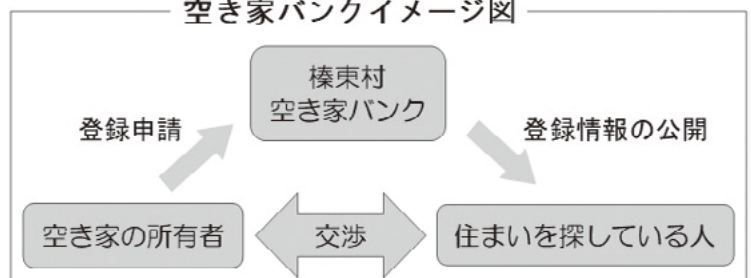 空き家バンクイメージ図
榛東村
空き家バンク
登録申請
登録情報の公開
空き家の所有者
交渉
住まいを探している人